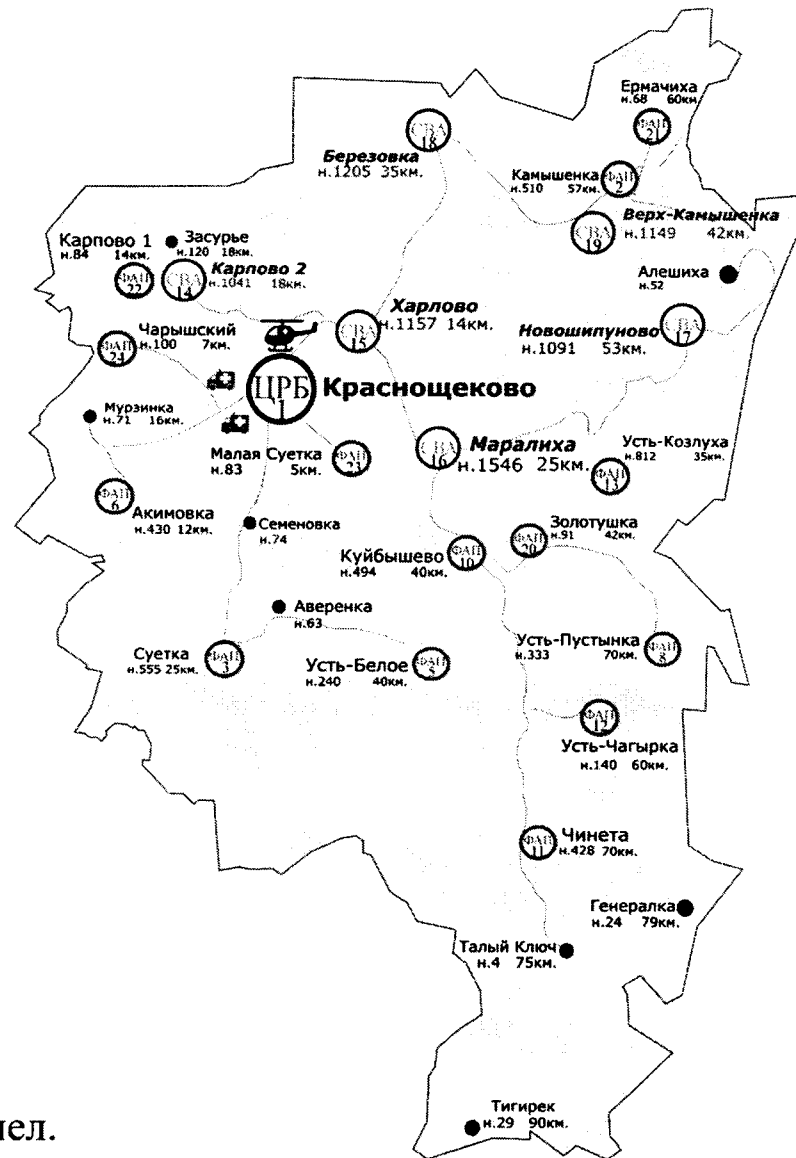 Ермачиха
н.68 60км.
ФАП
21
СВА
18
Березовка
н.1205 35км.
Камышенка
н.510 57км.
ФАП
2
Верх-Камышенка
н.1149 42км.
СВА
19
Карпово 1
н.84 14км.
ФАП
22
Засурье
н.120 18км.
Карпово 2
н.1041 18км.
СВА
14
Алешиха
н.52
Харлово
н.1157 14км.
СВА
15
Новошипуново
н.1091 53км.
СВА
17
Чарышский
н.100 7км.
ФАП
24
ЦРБ
1
Краснощеково
Мурзинка
н.71 16км.
Малая Суетка
н.83 5км.
ФАП
23
СВА
16
Маралиха
н.1546 25км.
Усть-Козлуха
н.812 35км.
ФАП
13
ФАП
6
Акимовка
н.430 12км.
Семеновка
н.74
Золотушка
н.91 42км.
ФАП
20
Куйбышево
н.494 40км.
ФАП
10
Аверенка
н.63
Суетка
н.555 25км.
ФАП
3
Усть-Белое
н.240 40км.
ФАП
5
Усть-Пустынка
н.333 70км.
ФАП
8
ФАП
12
Усть-Чагырка
н.140 60км.
ФАП
11
Чинета
н.428 70км.
Генералка
н.24 79км.
Талый Ключ
н.4 75км.
Тигирек
н.29 90км.
чел.